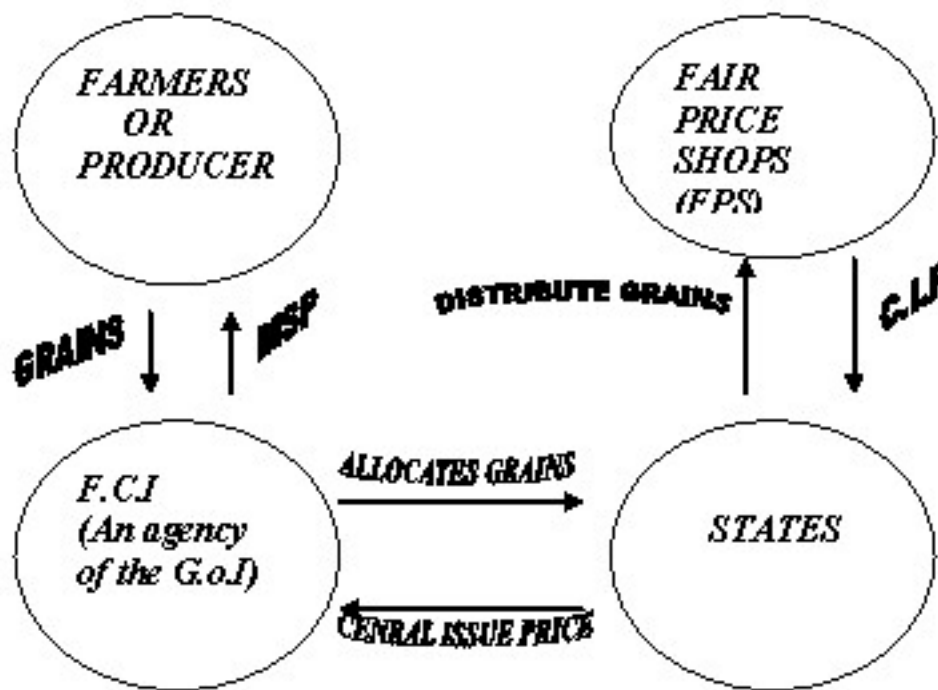 FARMERS
OR
PRODUCER
FAIR
PRICE
SHOPS
(FPS)
GRAINS
MSP
DISTRIBUTE GRAINS
F.C.I
(An agency
of the G.o.I)
ALLOCATES GRAINS
STATES
CENRAL ISSUE PRICE